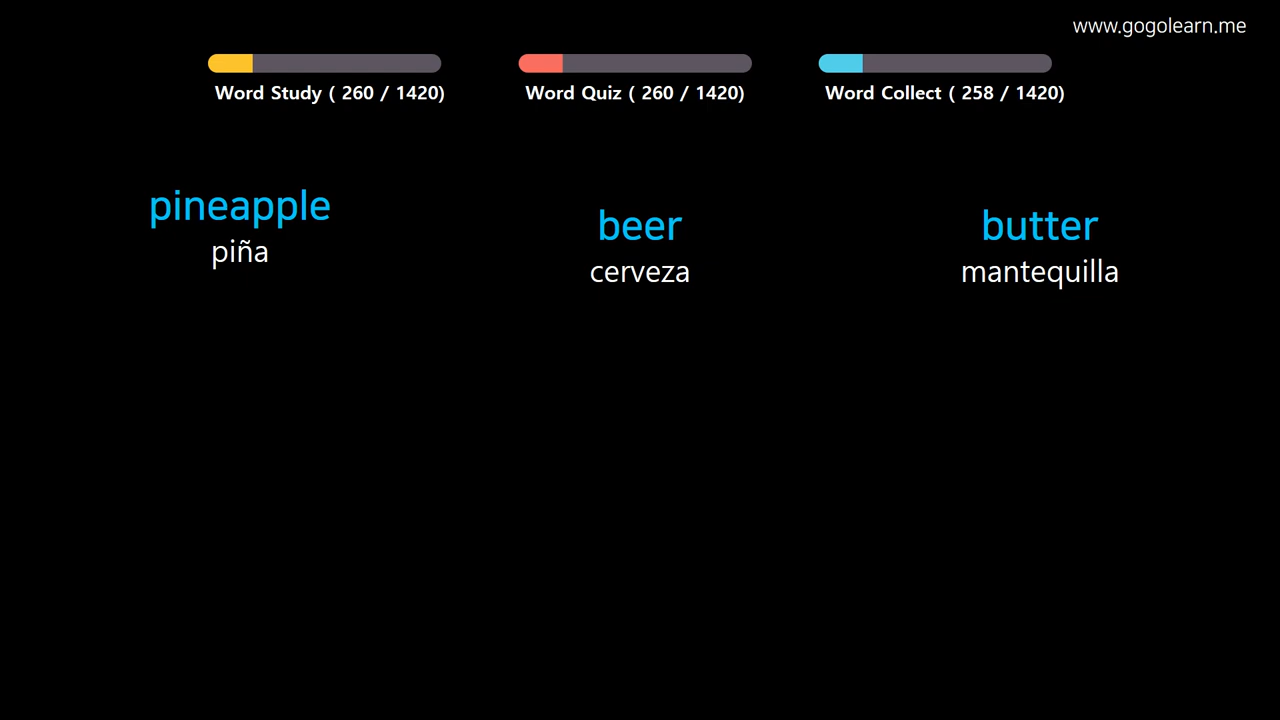 www.gogolearn.me
Word Study ( 260 / 1420)
Word Quiz ( 260 / 1420)
Word Collect ( 258 / 1420)
pineapple
piña
beer
cerveza
butter
mantequilla